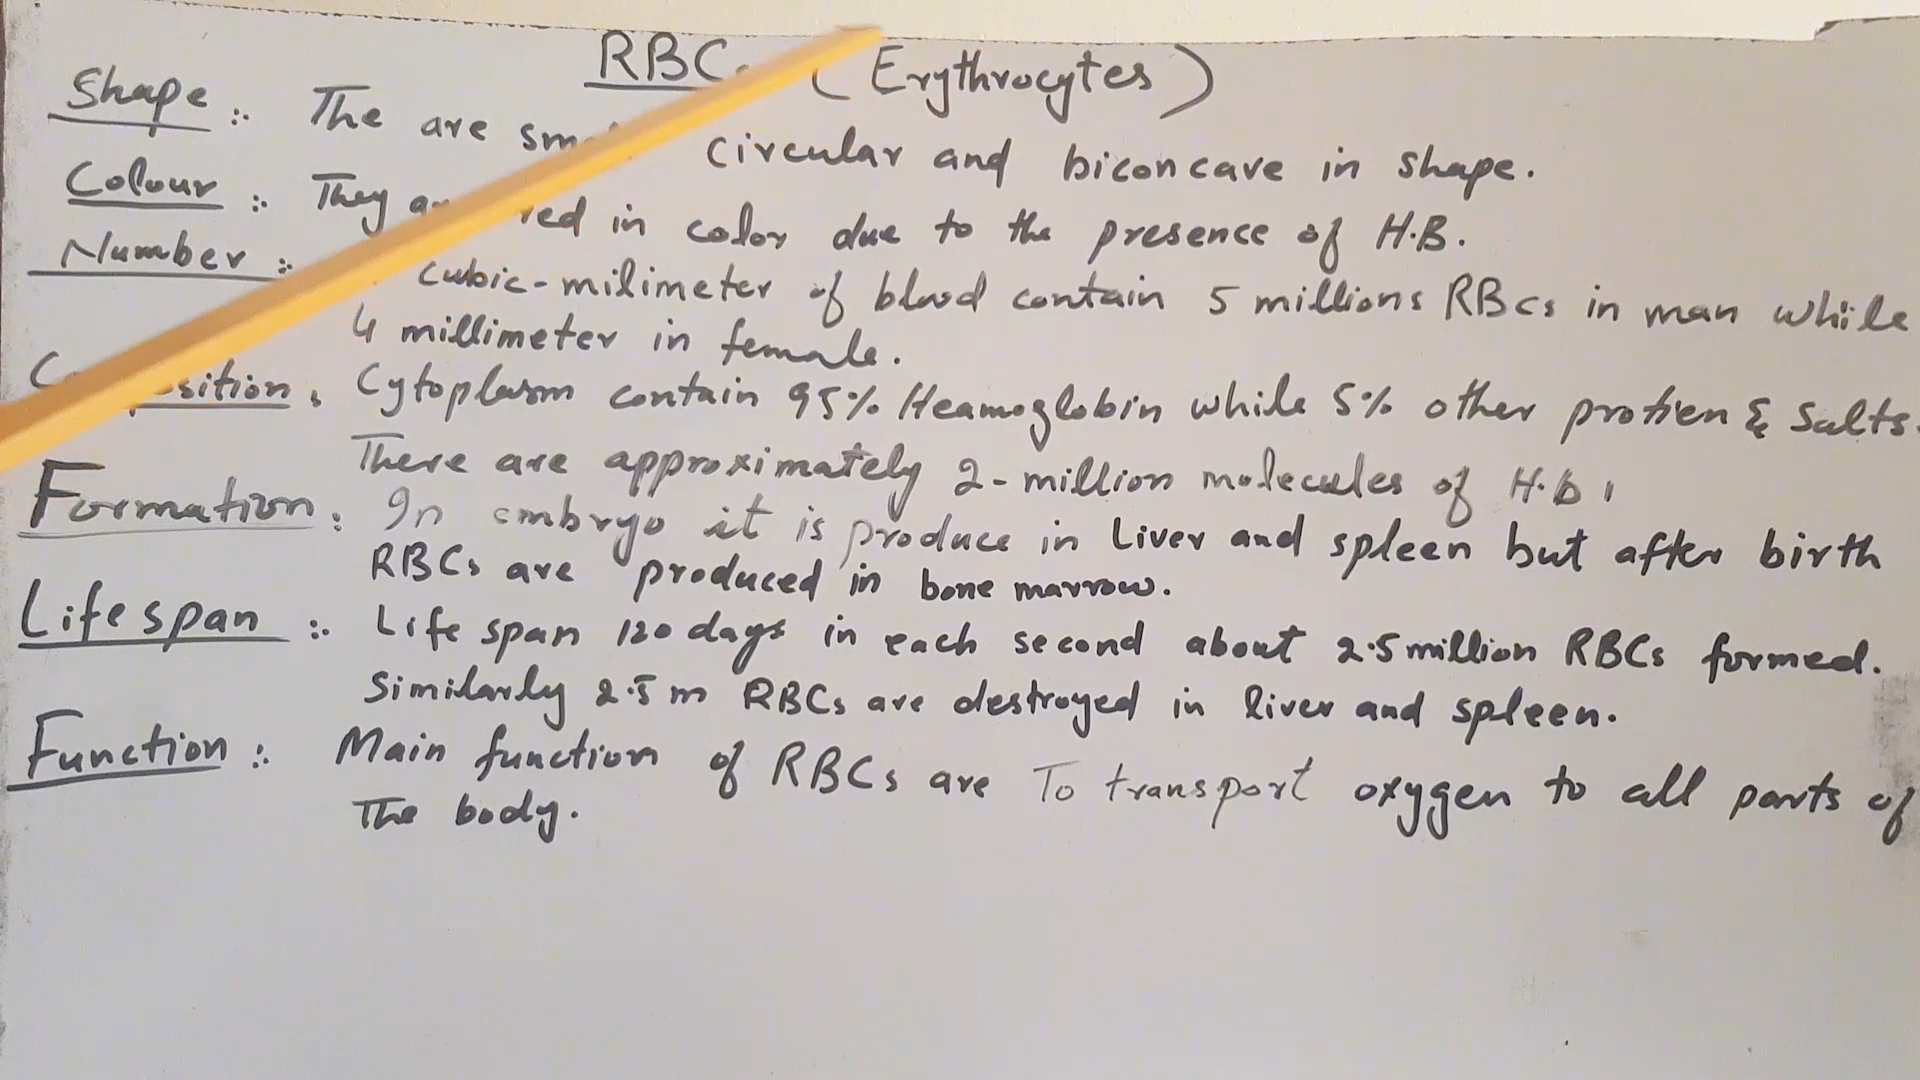 RBC (Erythrocytes)
Shape :. The are circular and biconcave in shape.
Colour :. They red in color due to the presence of H.B.
Number :. cubic-milimeter of blood contain 5 millions RBCs in man while
4 millimeter in female.
Cytoplasm contain 95% Heamoglobin while 5% other protien & Salts.
There are approximately 2-million molecules of H.b.
Formation : In embryo it is produce in Liver and spleen but after birth
RBCs are produced in bone marrow.
Life span :. Life span 120 days in each second about 2.5 million RBCs formed.
Similarly 2.5 m RBCs are destroyed in liver and spleen.
Function :. Main function of RBCs are To transport oxygen to all parts of
The body.